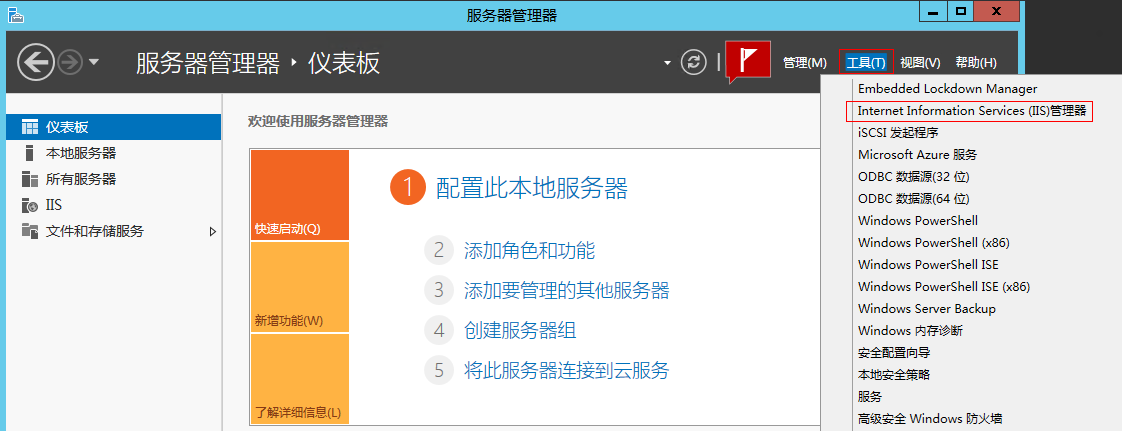 服务器管理器
服务器管理器 ‣ 仪表板
管理(M) 工具(T) 视图(V) 帮助(H)
仪表板
本地服务器
所有服务器
IIS
文件和存储服务
欢迎使用服务器管理器
快速启动(Q)
新增功能(W)
了解详细信息(L)
1 配置此本地服务器
2 添加角色和功能
3 添加要管理的其他服务器
4 创建服务器组
5 将此服务器连接到云服务
Embedded Lockdown Manager
Internet Information Services (IIS)管理器
iSCSI 发起程序
Microsoft Azure 服务
ODBC 数据源(32 位)
ODBC 数据源(64 位)
Windows PowerShell
Windows PowerShell (x86)
Windows PowerShell ISE
Windows PowerShell ISE (x86)
Windows Server Backup
Windows 内存诊断
安全配置向导
本地安全策略
服务
高级安全 Windows 防火墙